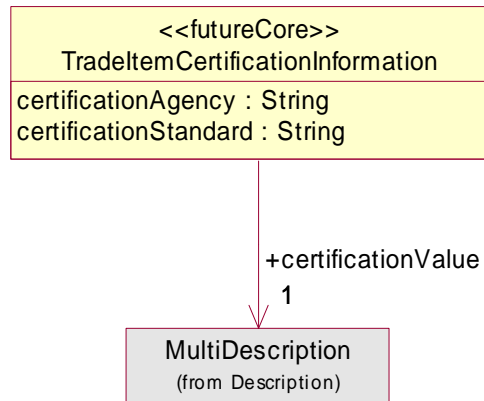 <<futureCore>>
TradeItemCertificationInformation
certificationAgency : String
certificationStandard : String
+certificationValue
1
MultiDescription
(from Description)